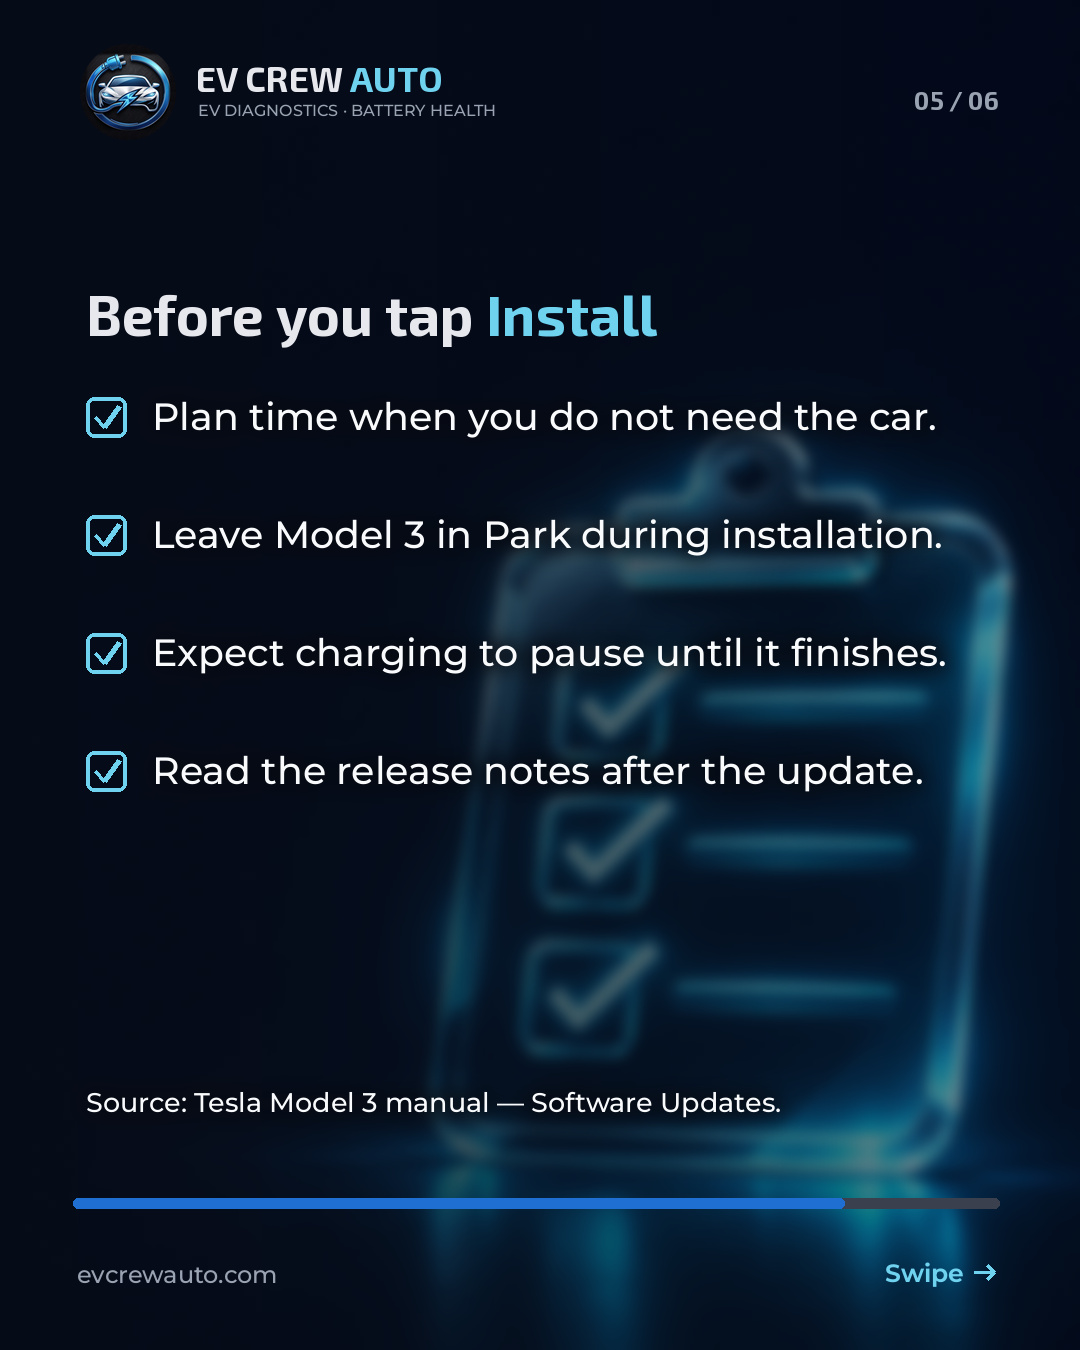 EV CREW AUTO
EV DIAGNOSTICS · BATTERY HEALTH
05 / 06
Before you tap Install
Plan time when you do not need the car.
Leave Model 3 in Park during installation.
Expect charging to pause until it finishes.
Read the release notes after the update.
Source: Tesla Model 3 manual — Software Updates.
evcrewauto.com
Swipe →